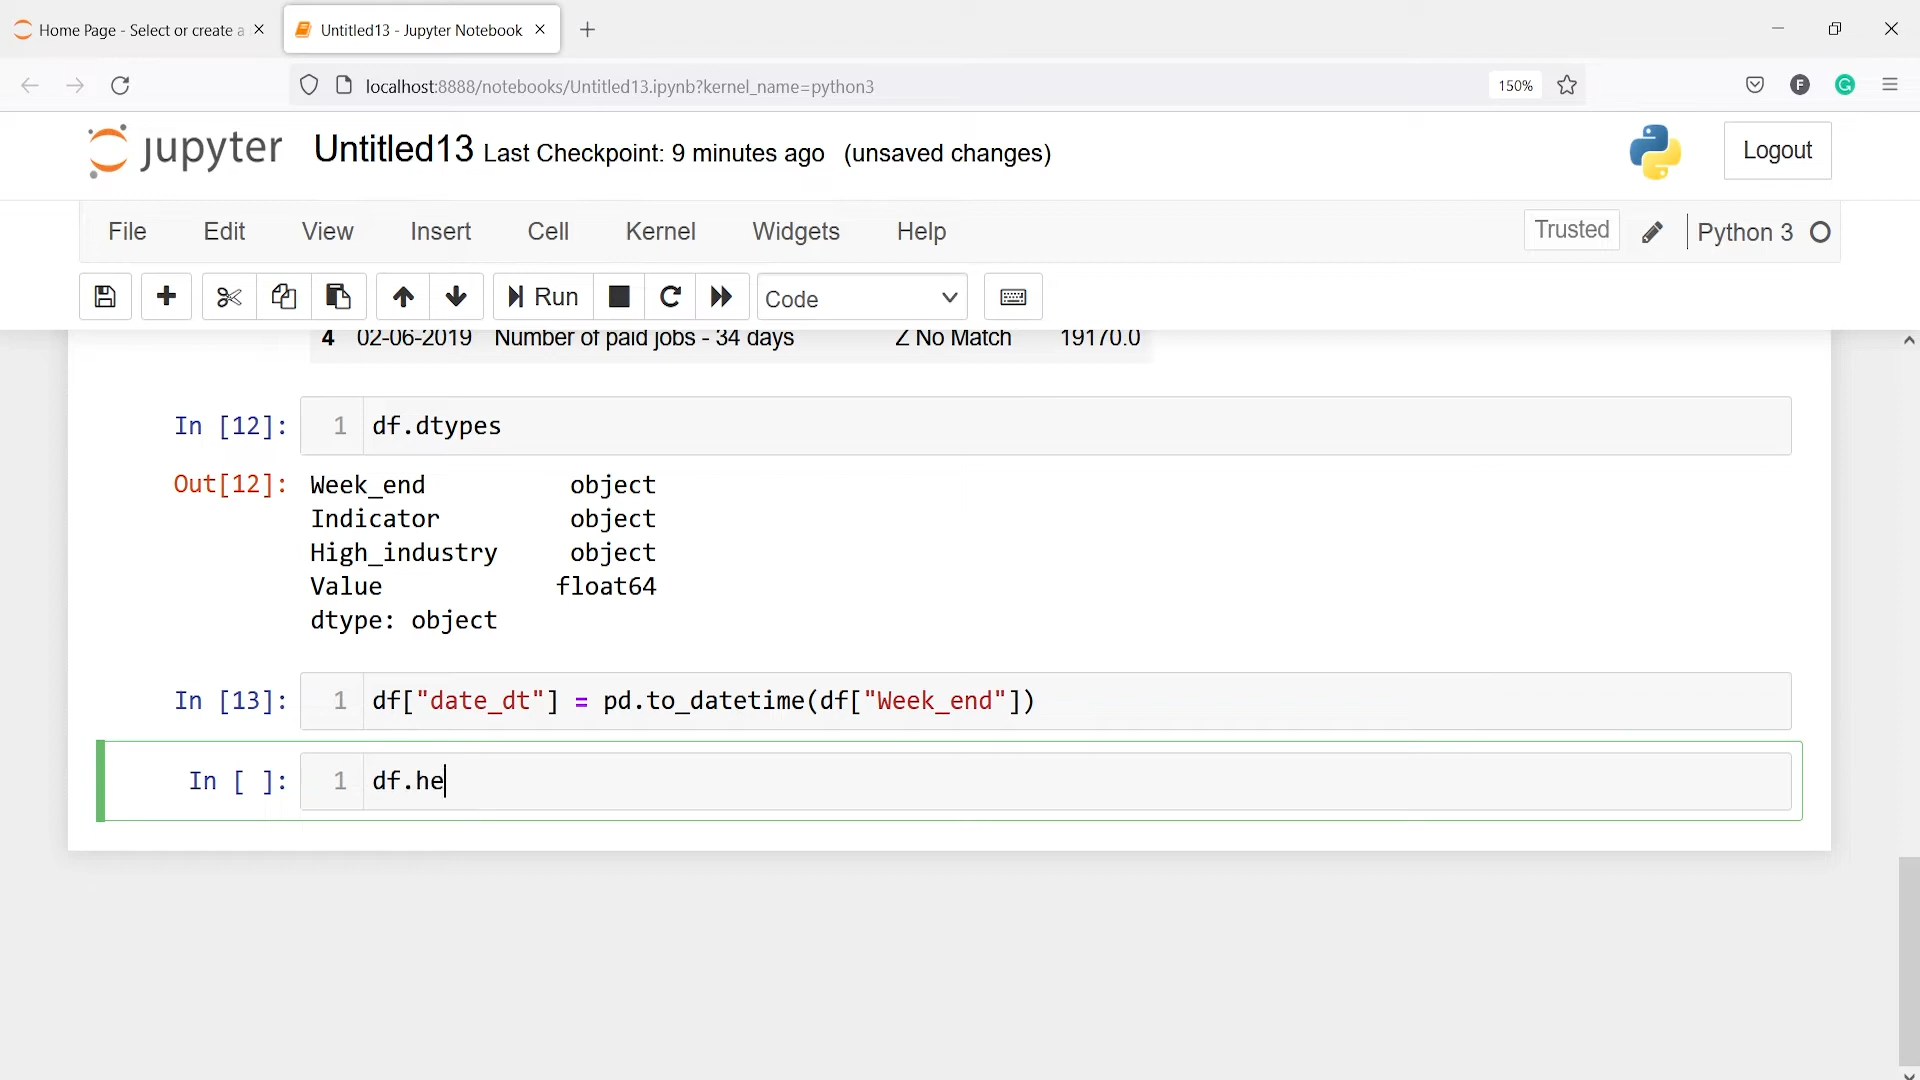 Home Page - Select or create a
Untitled13 - Jupyter Notebook
localhost:8888/notebooks/Untitled13.ipynb?kernel_name=python3
150%
F
G
jupyter Untitled13 Last Checkpoint: 9 minutes ago (unsaved changes)
Logout
File Edit View Insert Cell Kernel Widgets Help
Trusted
Python 3
Run
Code
4 02-06-2019 Number of paid jobs - 34 days Z No Match 19170.0
In [12]: 1 df.dtypes
Out[12]: Week_end object
Indicator object
High_industry object
Value float64
dtype: object
In [13]: 1 df["date_dt"] = pd.to_datetime(df["Week_end"])
In [ ]: 1 df.he